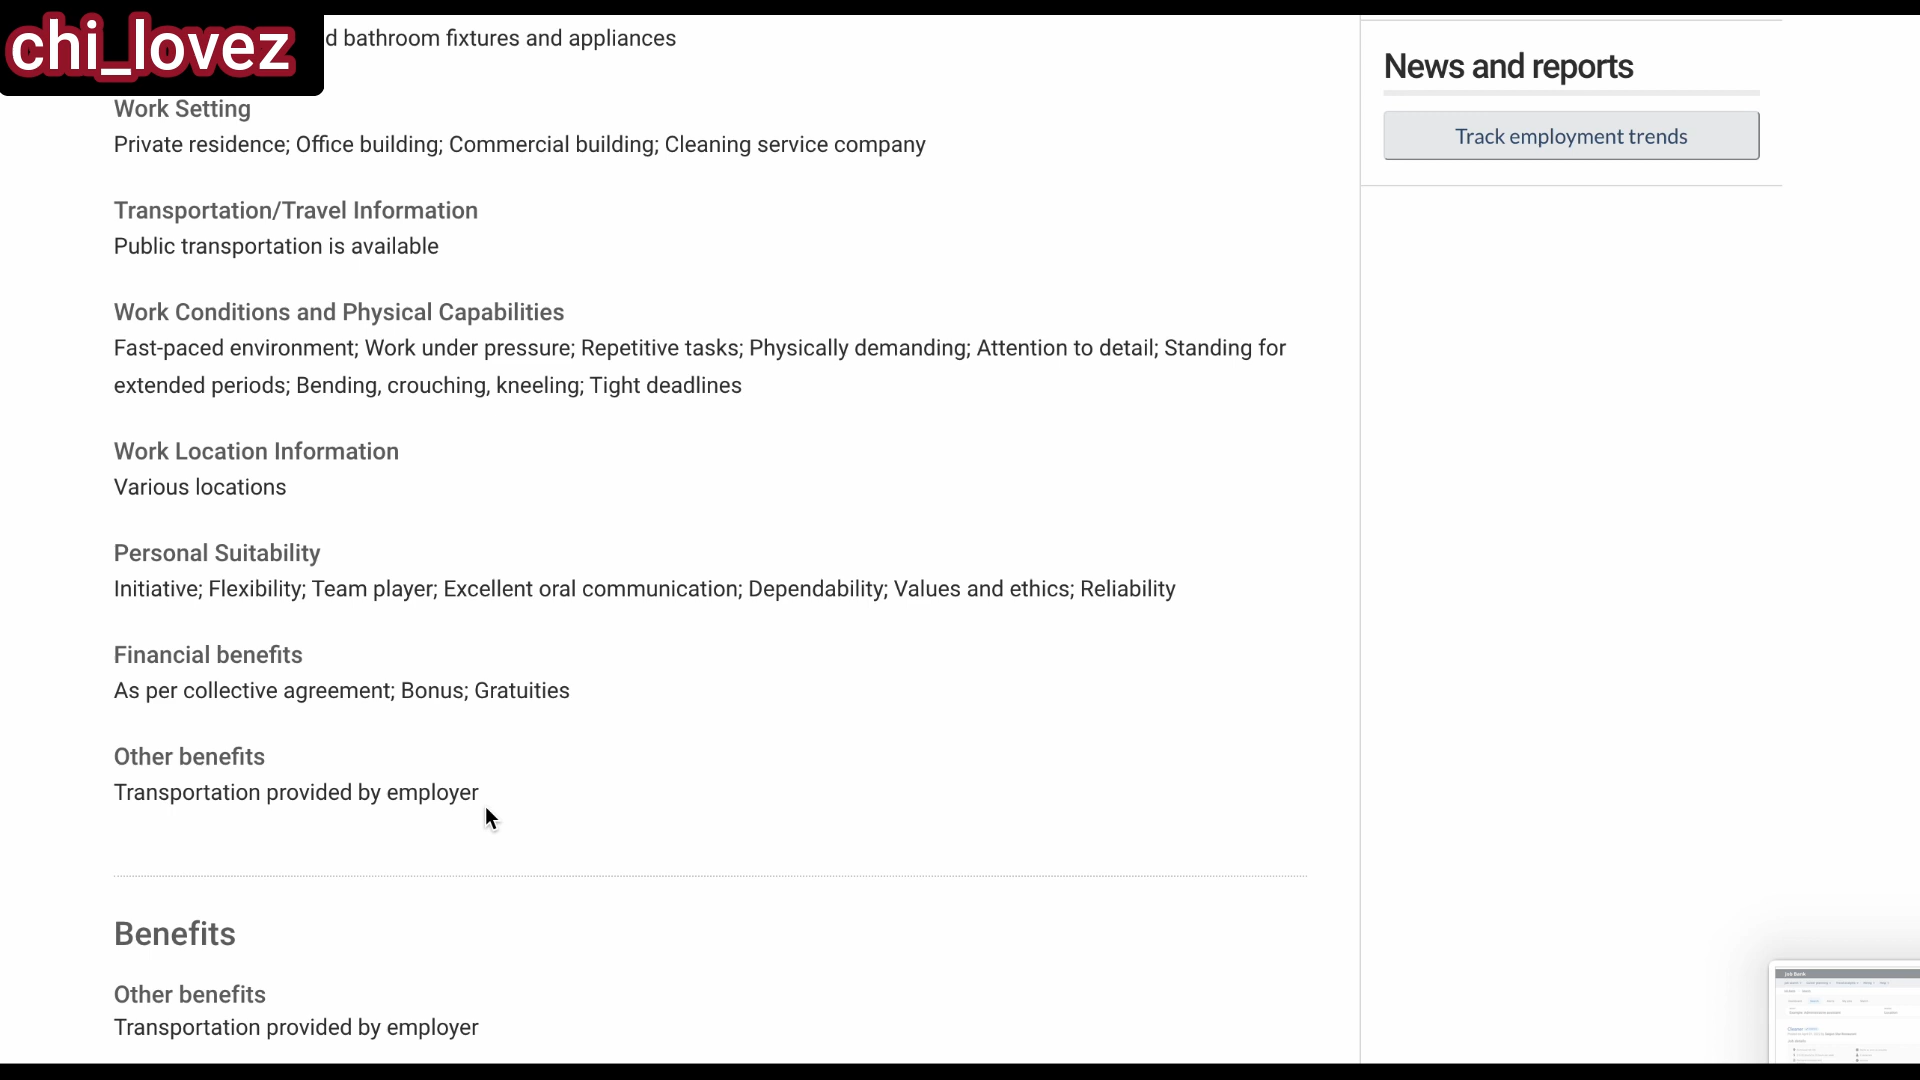 chi_lovez
d bathroom fixtures and appliances
Work Setting
Private residence; Office building; Commercial building; Cleaning service company
Transportation/Travel Information
Public transportation is available
Work Conditions and Physical Capabilities
Fast-paced environment; Work under pressure; Repetitive tasks; Physically demanding; Attention to detail; Standing for
extended periods; Bending, crouching, kneeling; Tight deadlines
Work Location Information
Various locations
Personal Suitability
Initiative; Flexibility; Team player; Excellent oral communication; Dependability; Values and ethics; Reliability
Financial benefits
As per collective agreement; Bonus; Gratuities
Other benefits
Transportation provided by employer
Benefits
Other benefits
Transportation provided by employer
News and reports
Track employment trends
Job Bank